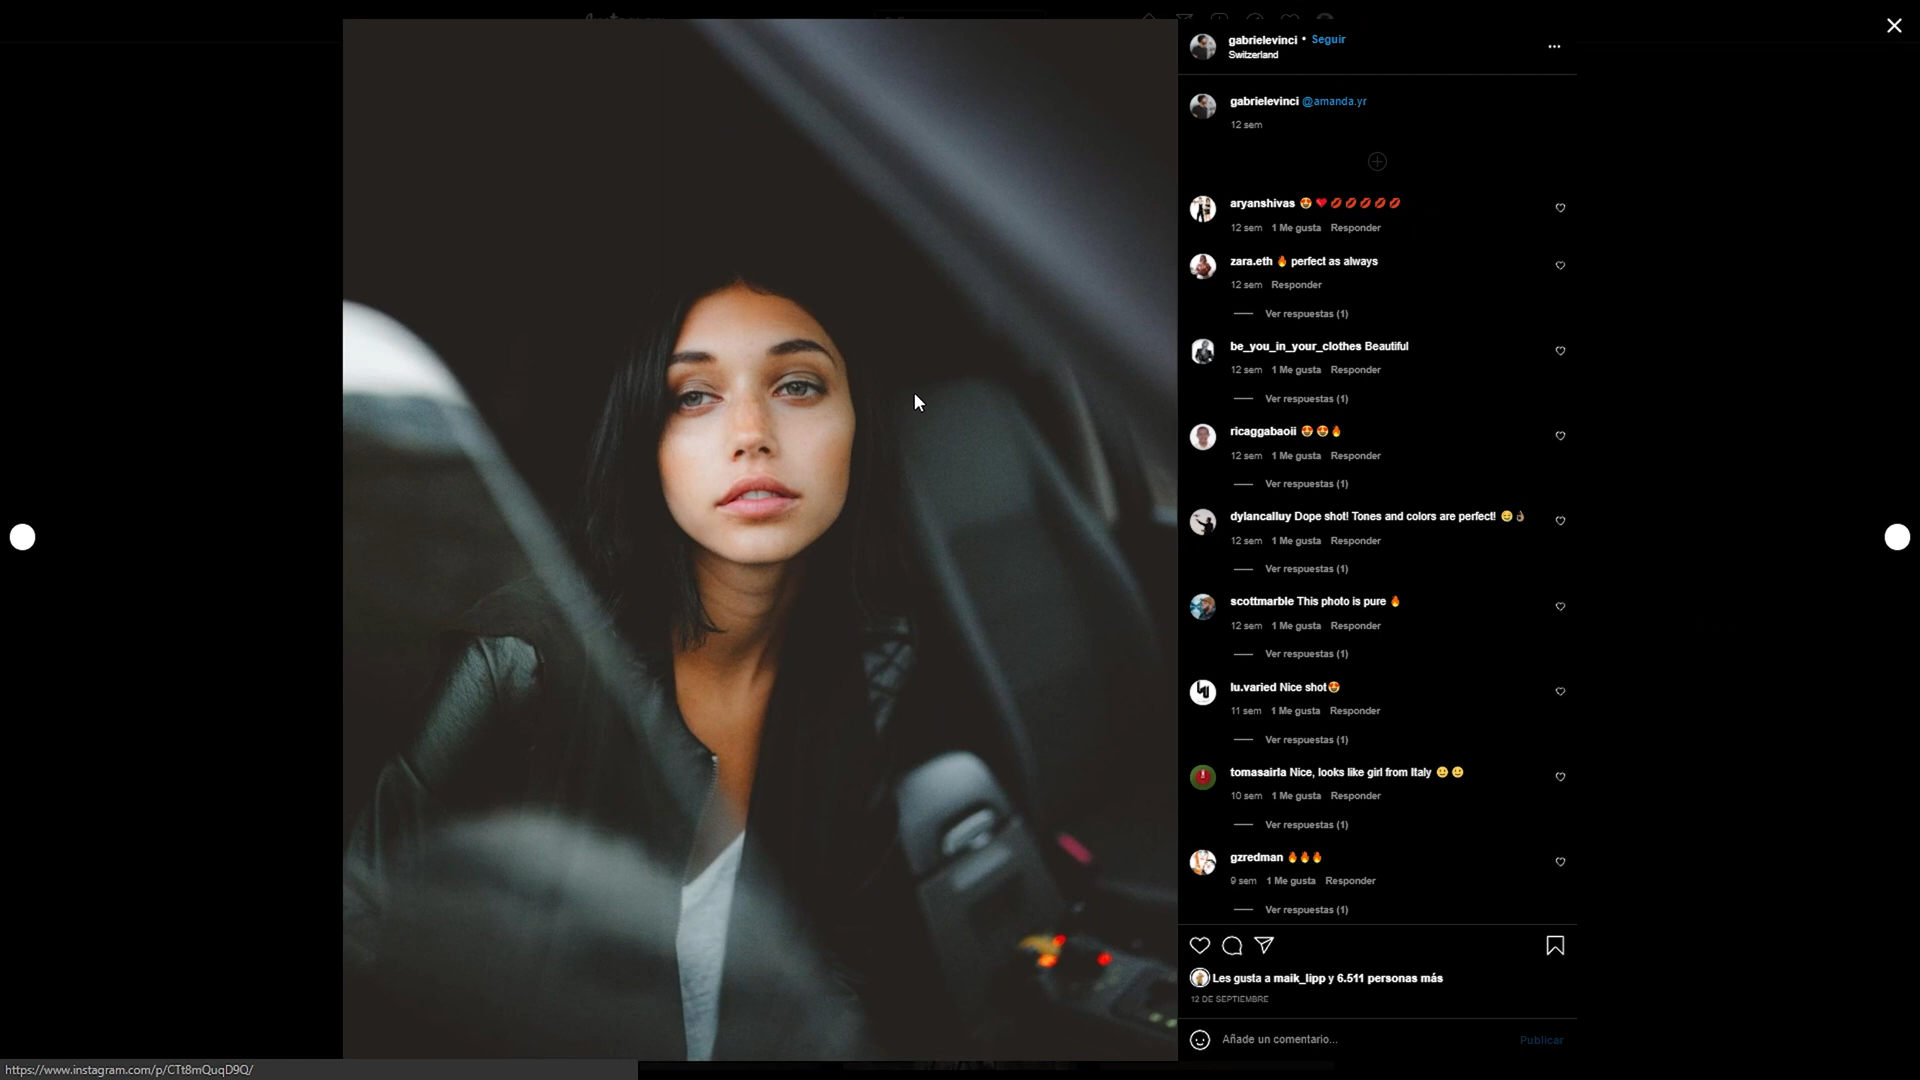 gabrielevinci • Seguir
Switzerland
gabrielevinci @amanda.yr
12 sem
aryanshivas 😍❤️💋💋💋💋💋
12 sem 1 Me gusta Responder
zara.eth 🔥 perfect as always
12 sem Responder
Ver respuestas (1)
be_you_in_your_clothes Beautiful
12 sem 1 Me gusta Responder
Ver respuestas (1)
ricaggabaoii 😍😍🔥
12 sem 1 Me gusta Responder
Ver respuestas (1)
dylancalluy Dope shot! Tones and colors are perfect! 😊👌🏽
12 sem 1 Me gusta Responder
Ver respuestas (1)
scottmarble This photo is pure 🔥
12 sem 1 Me gusta Responder
Ver respuestas (1)
lu.varied Nice shot😍
11 sem 1 Me gusta Responder
Ver respuestas (1)
tomasairla Nice, looks like girl from Italy 😃😃
10 sem 1 Me gusta Responder
Ver respuestas (1)
gzredman 🔥🔥🔥
9 sem 1 Me gusta Responder
Ver respuestas (1)
Les gusta a maik_lipp y 6.511 personas más
12 DE SEPTIEMBRE
Añade un comentario...
Publicar
https://www.instagram.com/p/CTt8mQuqD9Q/